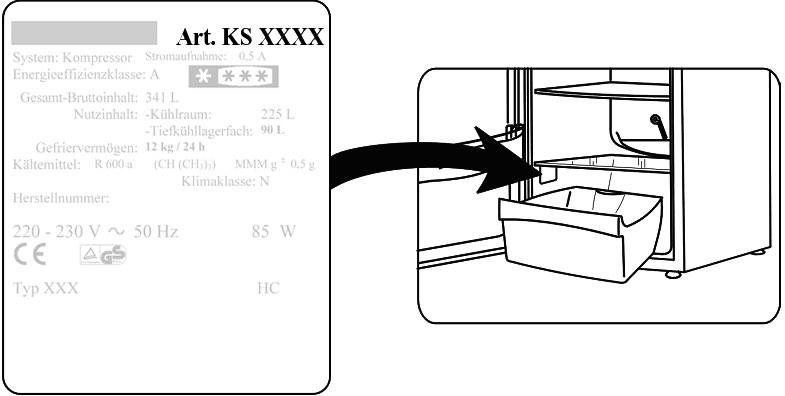 Art. KS XXXX
System: Kompressor Stromaufnahme: 0,5 A
Energieeffizienzklasse: A
Gesamt-Bruttoinhalt: 341 L
Nutzinhalt: -Kühlraum: 225 L
-Tiefkühllagerfach: 90 L
Gefriervermögen: 12 kg / 24 h
Kältemittel: R 600 a (CH (CH₃)₃) MMM g ± 0,5 g
Klimaklasse: N
Herstellnummer:
220 - 230 V ~ 50 Hz 85 W
CE GS
Typ XXX HC